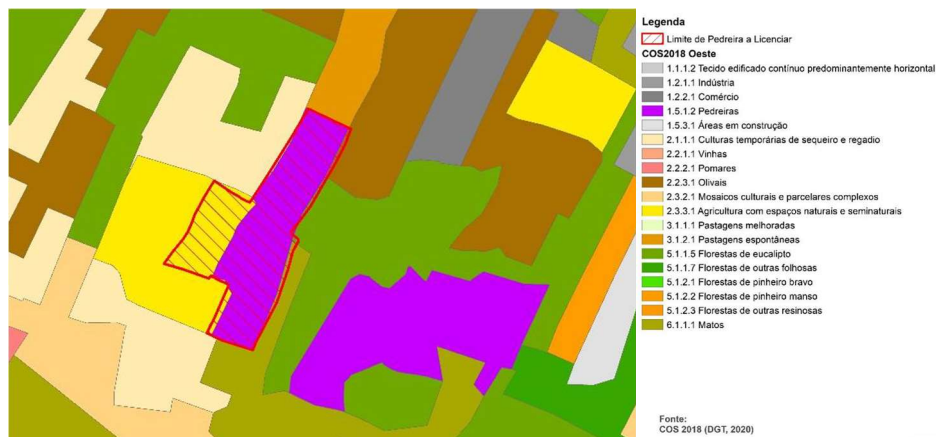 Legenda
Limite de Pedreira a Licenciar
COS2018 Oeste
1.1.1.2 Tecido edificado contínuo predominantemente horizontal
1.2.1.1 Indústria
1.2.2.1 Comércio
1.5.1.2 Pedreiras
1.5.3.1 Áreas em construção
2.1.1.1 Culturas temporárias de sequeiro e regadio
2.2.1.1 Vinhas
2.2.2.1 Pomares
2.2.3.1 Olivais
2.3.2.1 Mosaicos culturais e parcelares complexos
2.3.3.1 Agricultura com espaços naturais e seminaturais
3.1.1.1 Pastagens melhoradas
3.1.2.1 Pastagens espontâneas
5.1.1.5 Florestas de eucalipto
5.1.1.7 Florestas de outras folhosas
5.1.2.1 Florestas de pinheiro bravo
5.1.2.2 Florestas de pinheiro manso
5.1.2.3 Florestas de outras resinosas
6.1.1.1 Matos
Fonte:
COS 2018 (DGT, 2020)